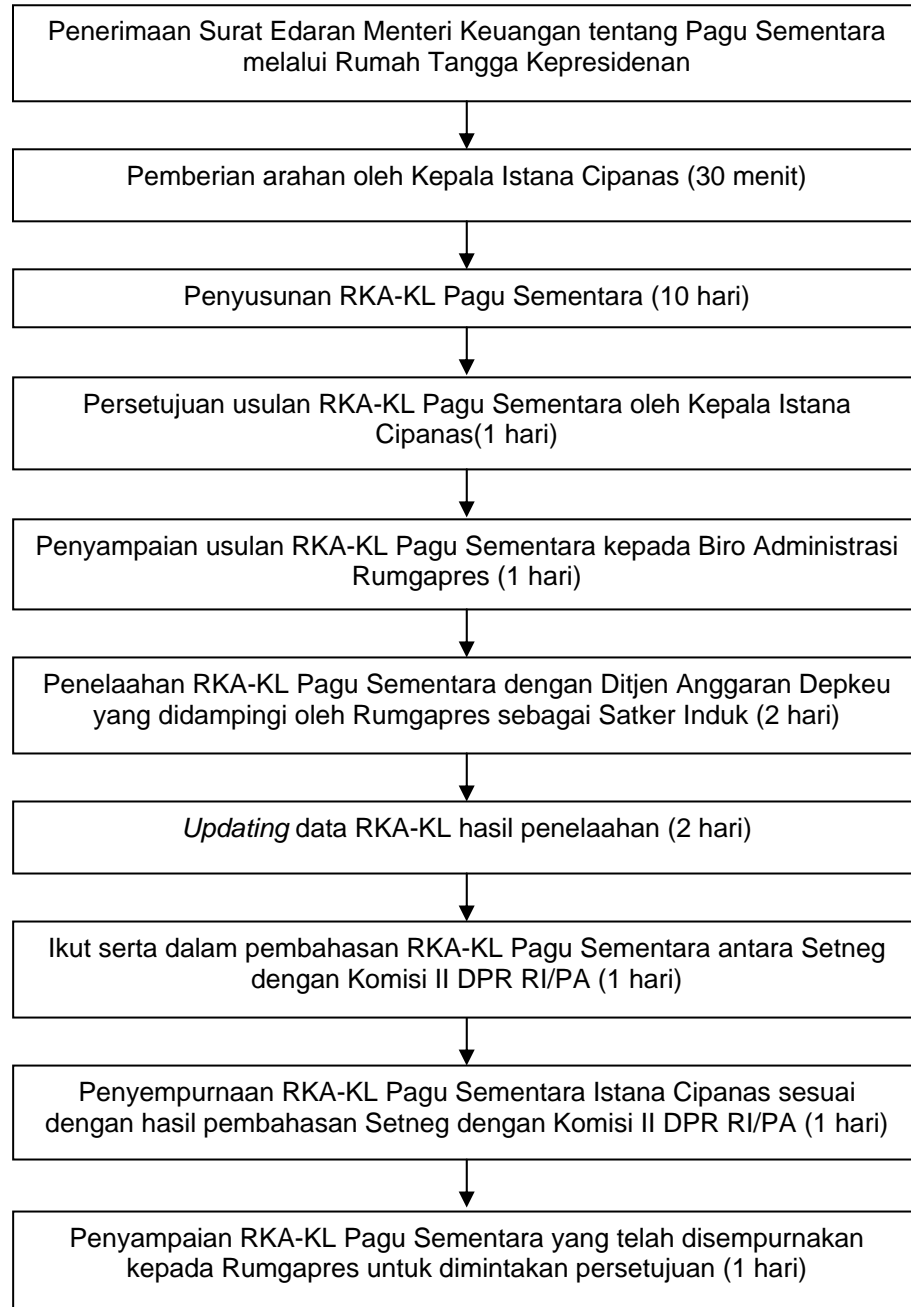 Penerimaan Surat Edaran Menteri Keuangan tentang Pagu Sementara
melalui Rumah Tangga Kepresidenan
Pemberian arahan oleh Kepala Istana Cipanas (30 menit)
Penyusunan RKA-KL Pagu Sementara (10 hari)
Persetujuan usulan RKA-KL Pagu Sementara oleh Kepala Istana
Cipanas(1 hari)
Penyampaian usulan RKA-KL Pagu Sementara kepada Biro Administrasi
Rumgapres (1 hari)
Penelaahan RKA-KL Pagu Sementara dengan Ditjen Anggaran Depkeu
yang didampingi oleh Rumgapres sebagai Satker Induk (2 hari)
Updating data RKA-KL hasil penelaahan (2 hari)
Ikut serta dalam pembahasan RKA-KL Pagu Sementara antara Setneg
dengan Komisi II DPR RI/PA (1 hari)
Penyempurnaan RKA-KL Pagu Sementara Istana Cipanas sesuai
dengan hasil pembahasan Setneg dengan Komisi II DPR RI/PA (1 hari)
Penyampaian RKA-KL Pagu Sementara yang telah disempurnakan
kepada Rumgapres untuk dimintakan persetujuan (1 hari)